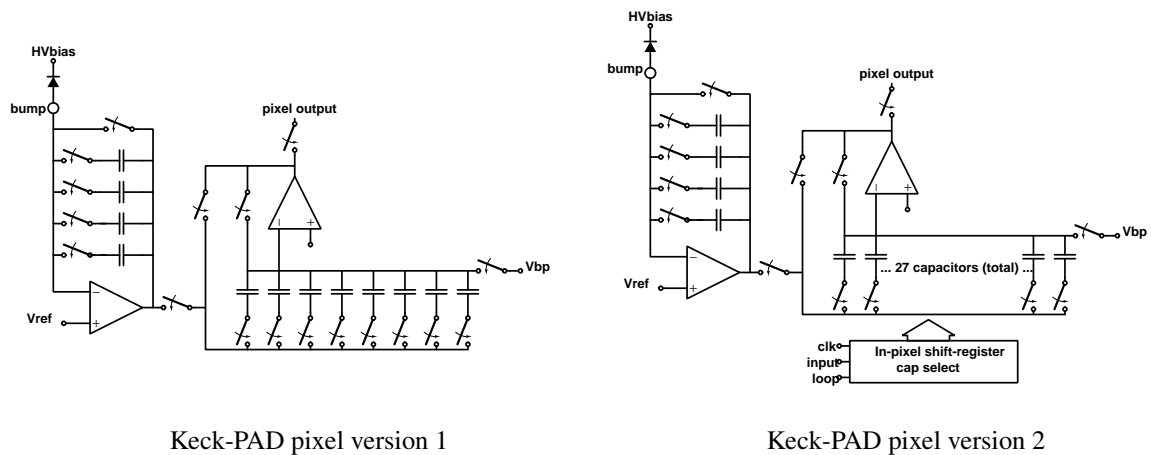 HVbias
bump
pixel output
−
+
−
+
Vref
Vbp
Keck-PAD pixel version 1
HVbias
bump
pixel output
−
+
−
+
Vref
Vbp
... 27 capacitors (total) ...
clk
input
loop
In-pixel shift-register
cap select
Keck-PAD pixel version 2